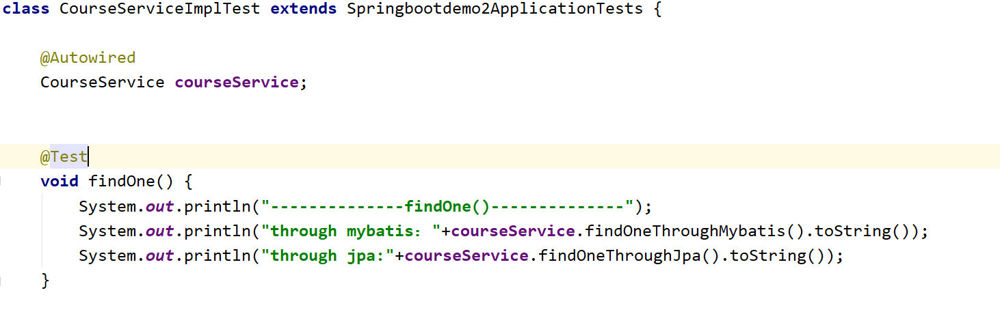 class CourseServiceImplTest extends Springbootdemo2ApplicationTests {
@Autowired
CourseService courseService;
@Test
void findOne() {
System.out.println("--------------findOne()--------------");
System.out.println("through mybatis："+courseService.findOneThroughMybatis().toString());
System.out.println("through jpa:"+courseService.findOneThroughJpa().toString());
}